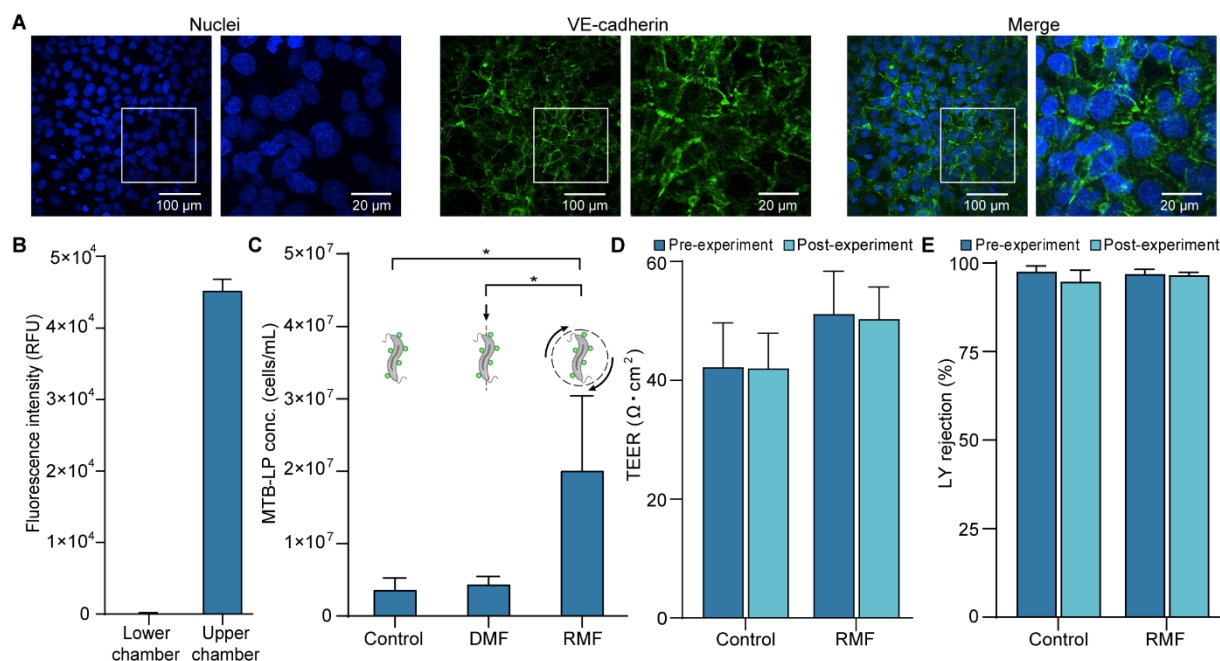 A
Nuclei
VE-cadherin
Merge
100 µm
20 µm
100 µm
20 µm
100 µm
20 µm
B
Fluorescence intensity (RFU)
5×10⁴
4×10⁴
3×10⁴
2×10⁴
1×10⁴
0
Lower
chamber
Upper
chamber
C
MTB-LP conc. (cells/mL)
5×10⁷
4×10⁷
3×10⁷
2×10⁷
1×10⁷
0
*
*
Control
DMF
RMF
D
Pre-experiment
Post-experiment
TEER (Ω • cm²)
60
40
20
0
Control
RMF
E
Pre-experiment
Post-experiment
LY rejection (%)
100
75
50
25
0
Control
RMF